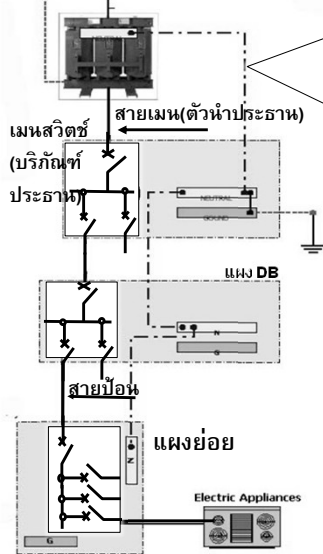 สายเมน(ตัวนำประธาน)
เมนสวิตซ์
(บริภัณฑ์
ประธาน)
NEUTRAL
GOUND
แผง DB
N
G
สายป้อน
แผงย่อย
N
Electric Appliances
G